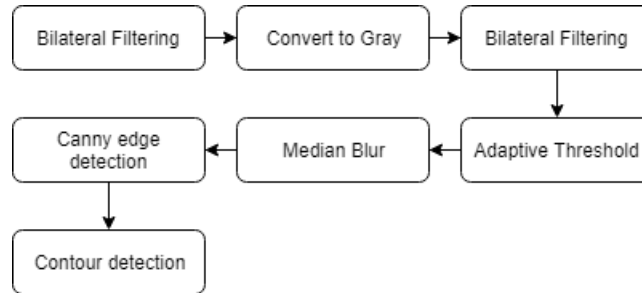 Bilateral Filtering
Convert to Gray
Bilateral Filtering
Adaptive Threshold
Median Blur
Canny edge
detection
Contour detection